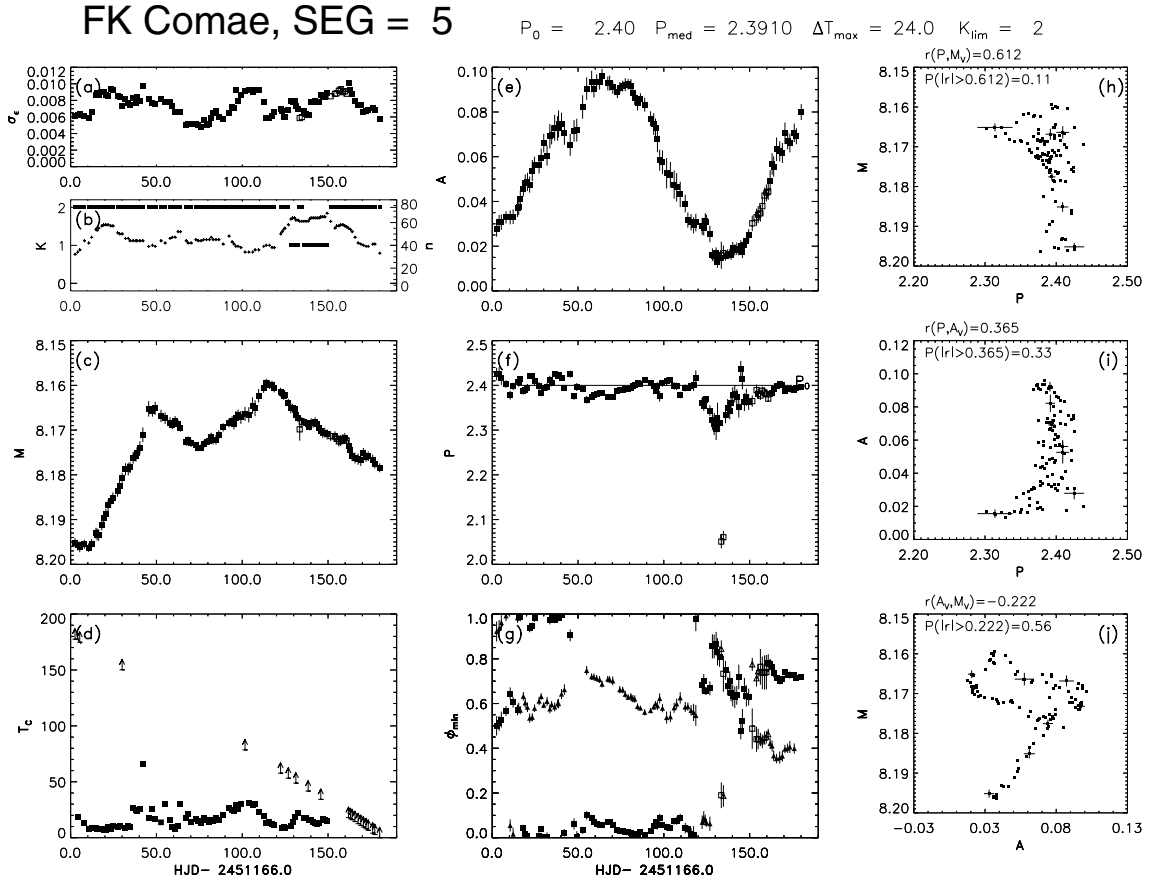 FK Comae, SEG = 5
P₀ = 2.40 P_med = 2.3910 ΔT_max = 24.0 K_lim = 2
(a)
σ_ε
0.012
0.010
0.008
0.006
0.004
0.002
0.000
0.0 50.0 100.0 150.0
(b)
K
2
1
0
n
80
60
40
20
0
0.0 50.0 100.0 150.0
(c)
M
8.15
8.16
8.17
8.18
8.19
8.20
0.0 50.0 100.0 150.0
(d)
T_c
200
150
100
50
0
0.0 50.0 100.0 150.0
HJD− 2451166.0
(e)
A
0.10
0.08
0.06
0.04
0.02
0.00
0.0 50.0 100.0 150.0
(f)
P
2.5
2.4
2.3
2.2
2.1
2.0
P₀
0.0 50.0 100.0 150.0
(g)
ϕ_min
1.0
0.8
0.6
0.4
0.2
0.0
0.0 50.0 100.0 150.0
HJD− 2451166.0
r(P,M_v)=0.612
P(|r|>0.612)=0.11
(h)
M
8.15
8.16
8.17
8.18
8.19
8.20
2.20 2.30 2.40 2.50
P
r(P,A_v)=0.365
P(|r|>0.365)=0.33
(i)
A
0.12
0.10
0.08
0.06
0.04
0.02
0.00
2.20 2.30 2.40 2.50
P
r(A_v,M_v)=−0.222
P(|r|>0.222)=0.56
(j)
M
8.15
8.16
8.17
8.18
8.19
8.20
−0.03 0.03 0.08 0.13
A